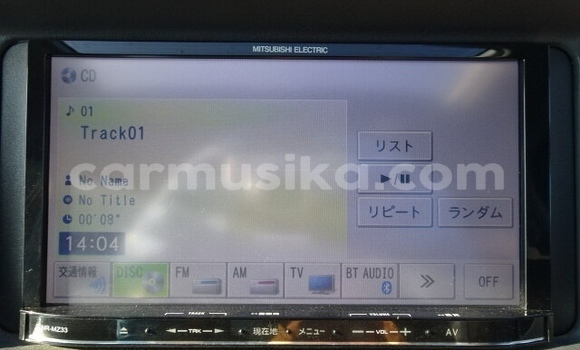 MITSUBISHI ELECTRIC
CD
01
Track01
リスト
No Name
No Title
00'08"
リピート ランダム
14:04
交通情報 DISC FM AM TV BT AUDIO OFF
carmusika.com
TRK 現在地 メニュー VOL AV